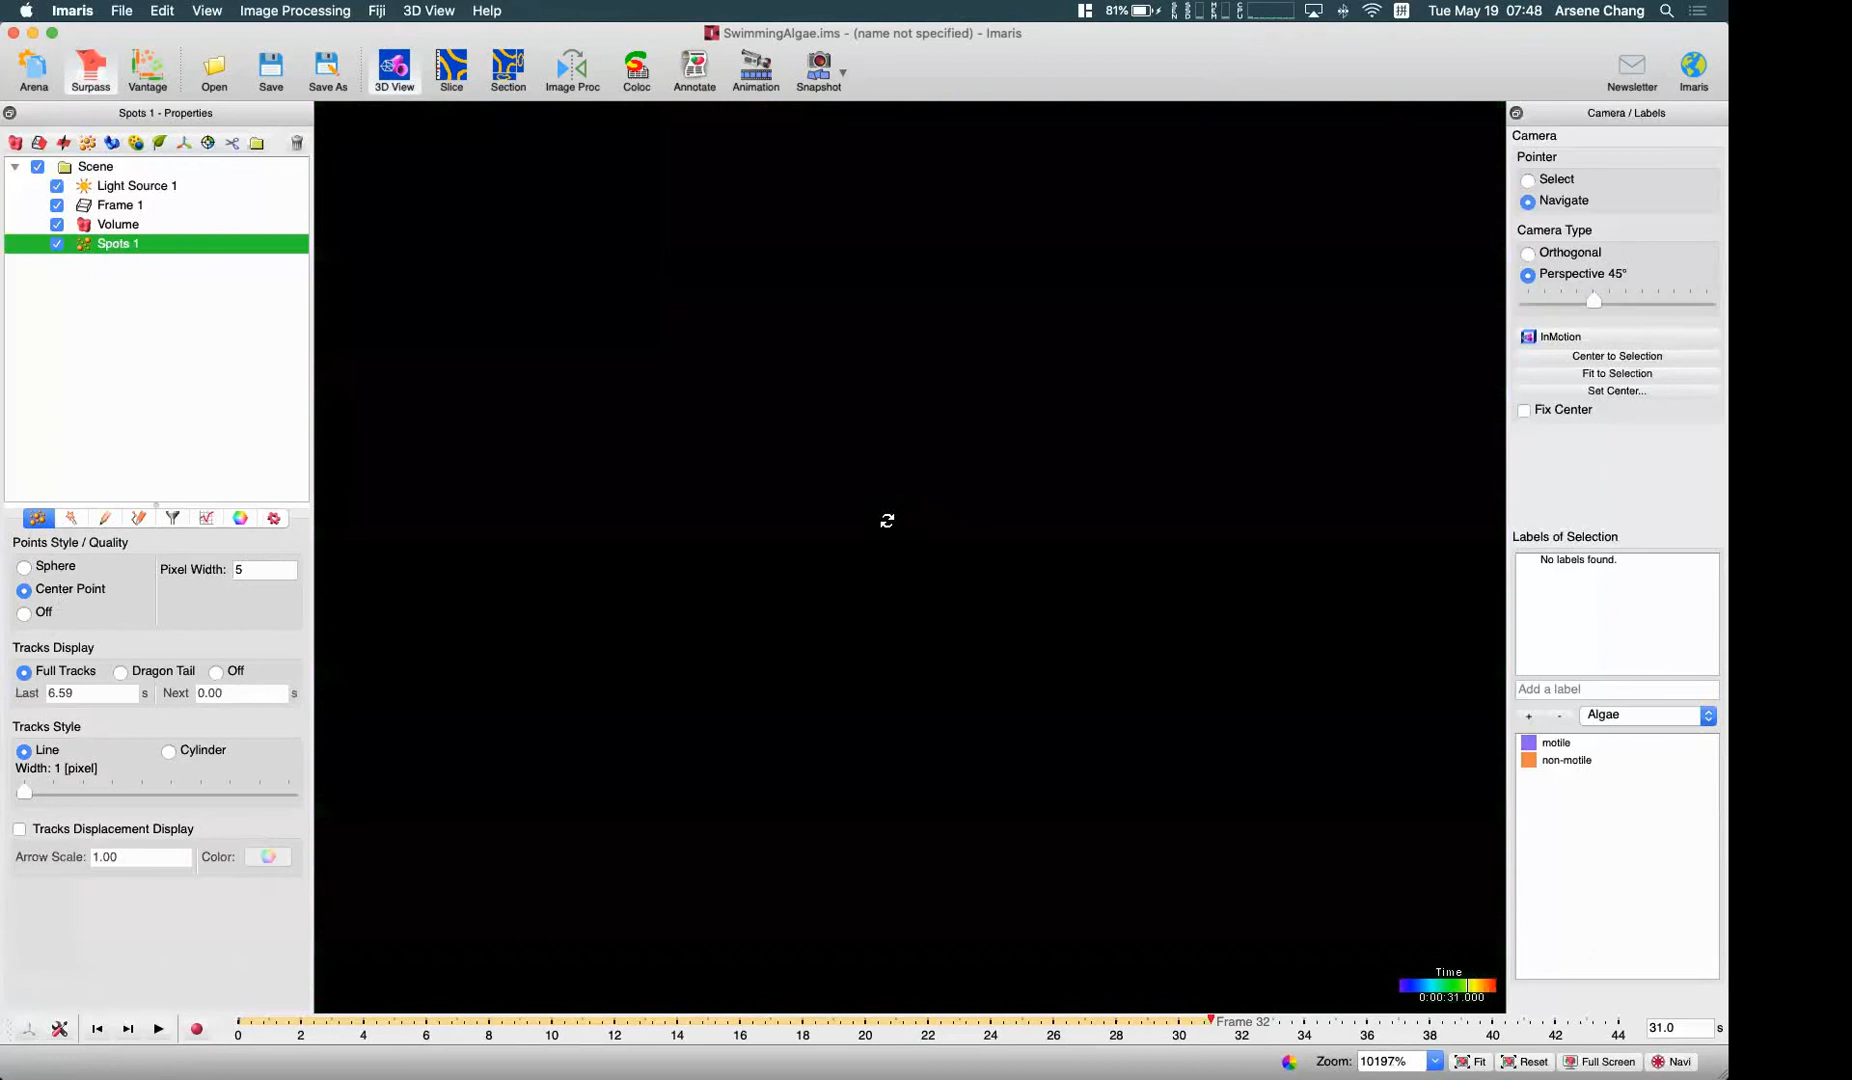 Imaris File Edit View Image Processing Fiji 3D View Help 81% Tue May 19 07:48 Arsene Chang
SwimmingAlgae.ims - (name not specified) - Imaris
Arena Surpass Vantage Open Save Save As 3D View Slice Section Image Proc Coloc Annotate Animation Snapshot Newsletter Imaris
Spots 1 - Properties
Scene
Light Source 1
Frame 1
Volume
Spots 1
Points Style / Quality
Sphere
Center Point
Off
Pixel Width: 5
Tracks Display
Full Tracks Dragon Tail Off
Last 6.59 s Next 0.00 s
Tracks Style
Line Cylinder
Width: 1 [pixel]
Tracks Displacement Display
Arrow Scale: 1.00 Color:
Time
0:00:31.000
Camera / Labels
Camera
Pointer
Select
Navigate
Camera Type
Orthogonal
Perspective 45°
InMotion
Center to Selection
Fit to Selection
Set Center...
Fix Center
Labels of Selection
No labels found.
Add a label
+ - Algae
motile
non-motile
Frame 32
0 2 4 6 8 10 12 14 16 18 20 22 24 26 28 30 32 34 36 38 40 42 44 31.0 s
Zoom: 10197% Fit Reset Full Screen Navi